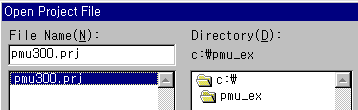 Open Project File
File Name(N):
Directory(D):
pmu300.prj
c:₩pmu_ex
pmu300.prj
c:₩
pmu_ex